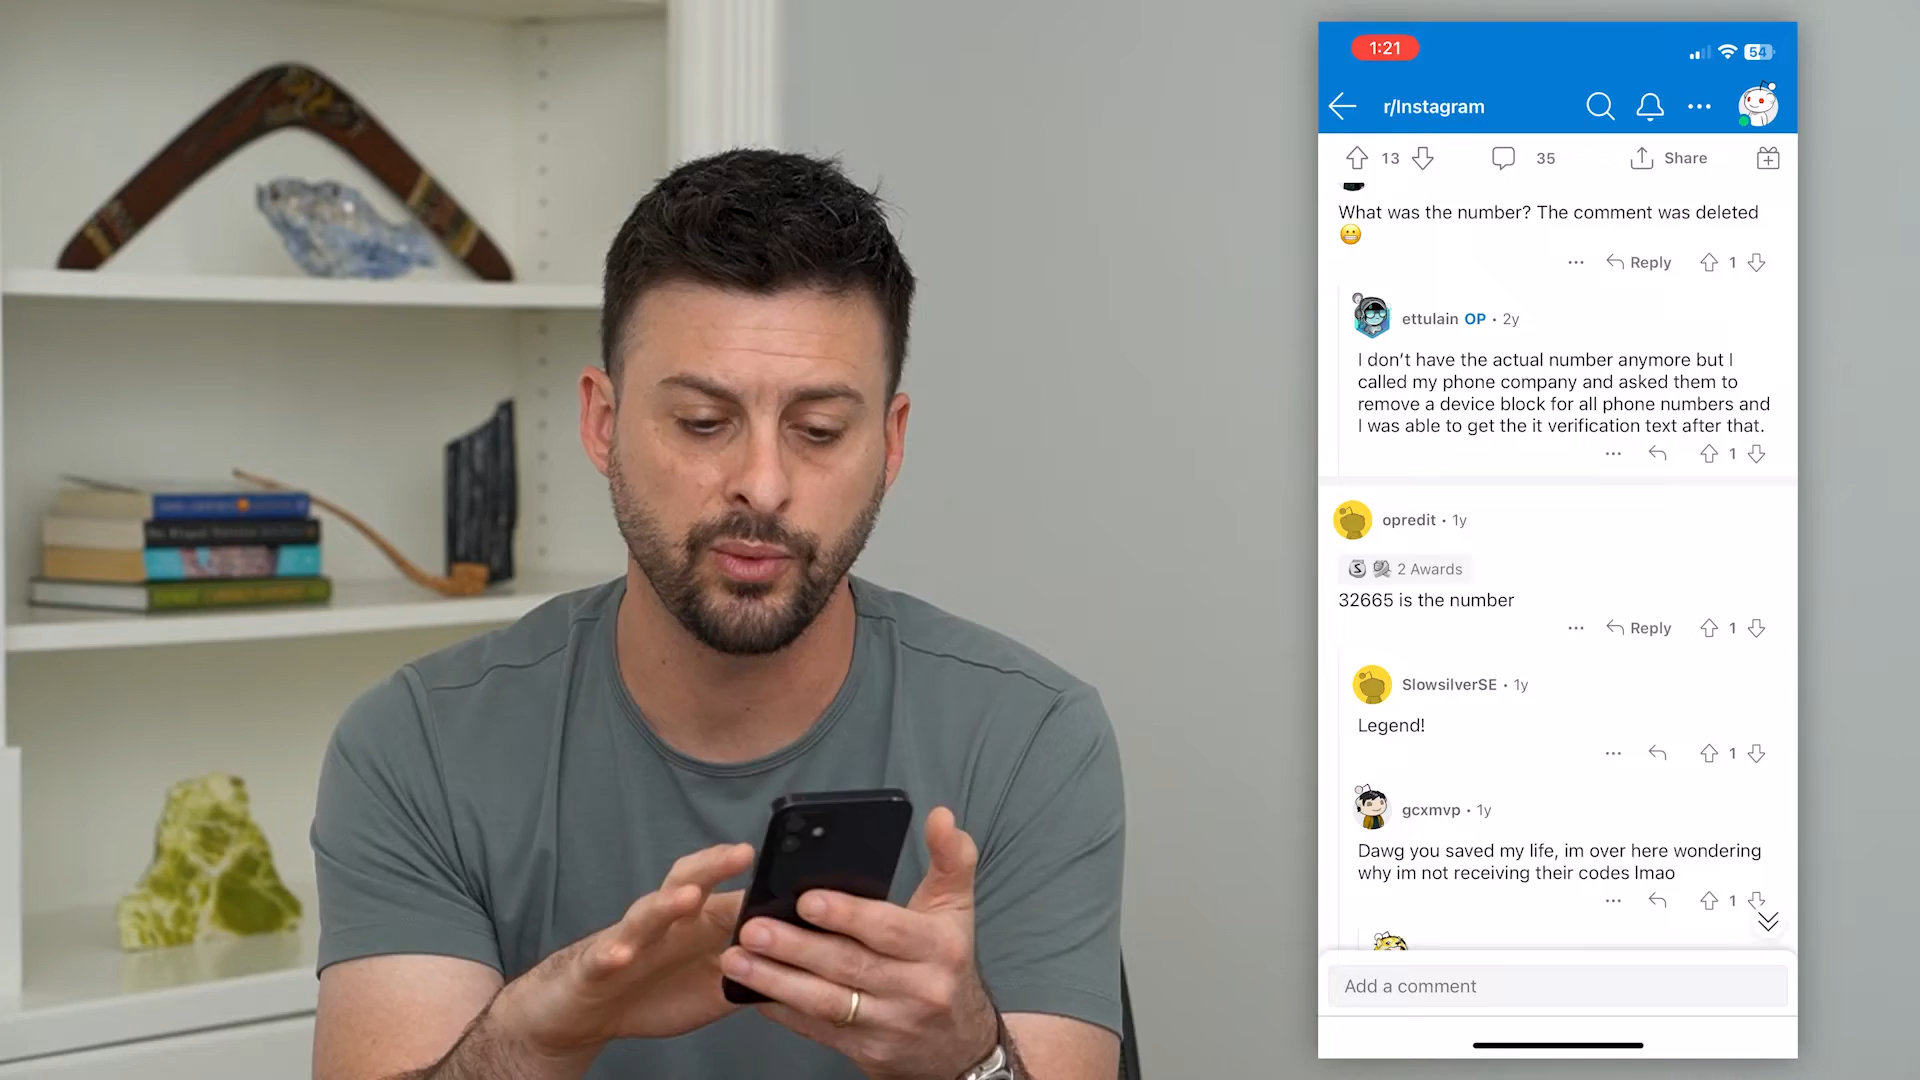 1:21
54
r/Instagram
13
35
Share
What was the number? The comment was deleted
Reply
1
ettulain OP • 2y
I don't have the actual number anymore but I
called my phone company and asked them to
remove a device block for all phone numbers and
I was able to get the it verification text after that.
1
opredit • 1y
2 Awards
32665 is the number
Reply
1
SlowsilverSE • 1y
Legend!
1
gcxmvp • 1y
Dawg you saved my life, im over here wondering
why im not receiving their codes lmao
1
Add a comment